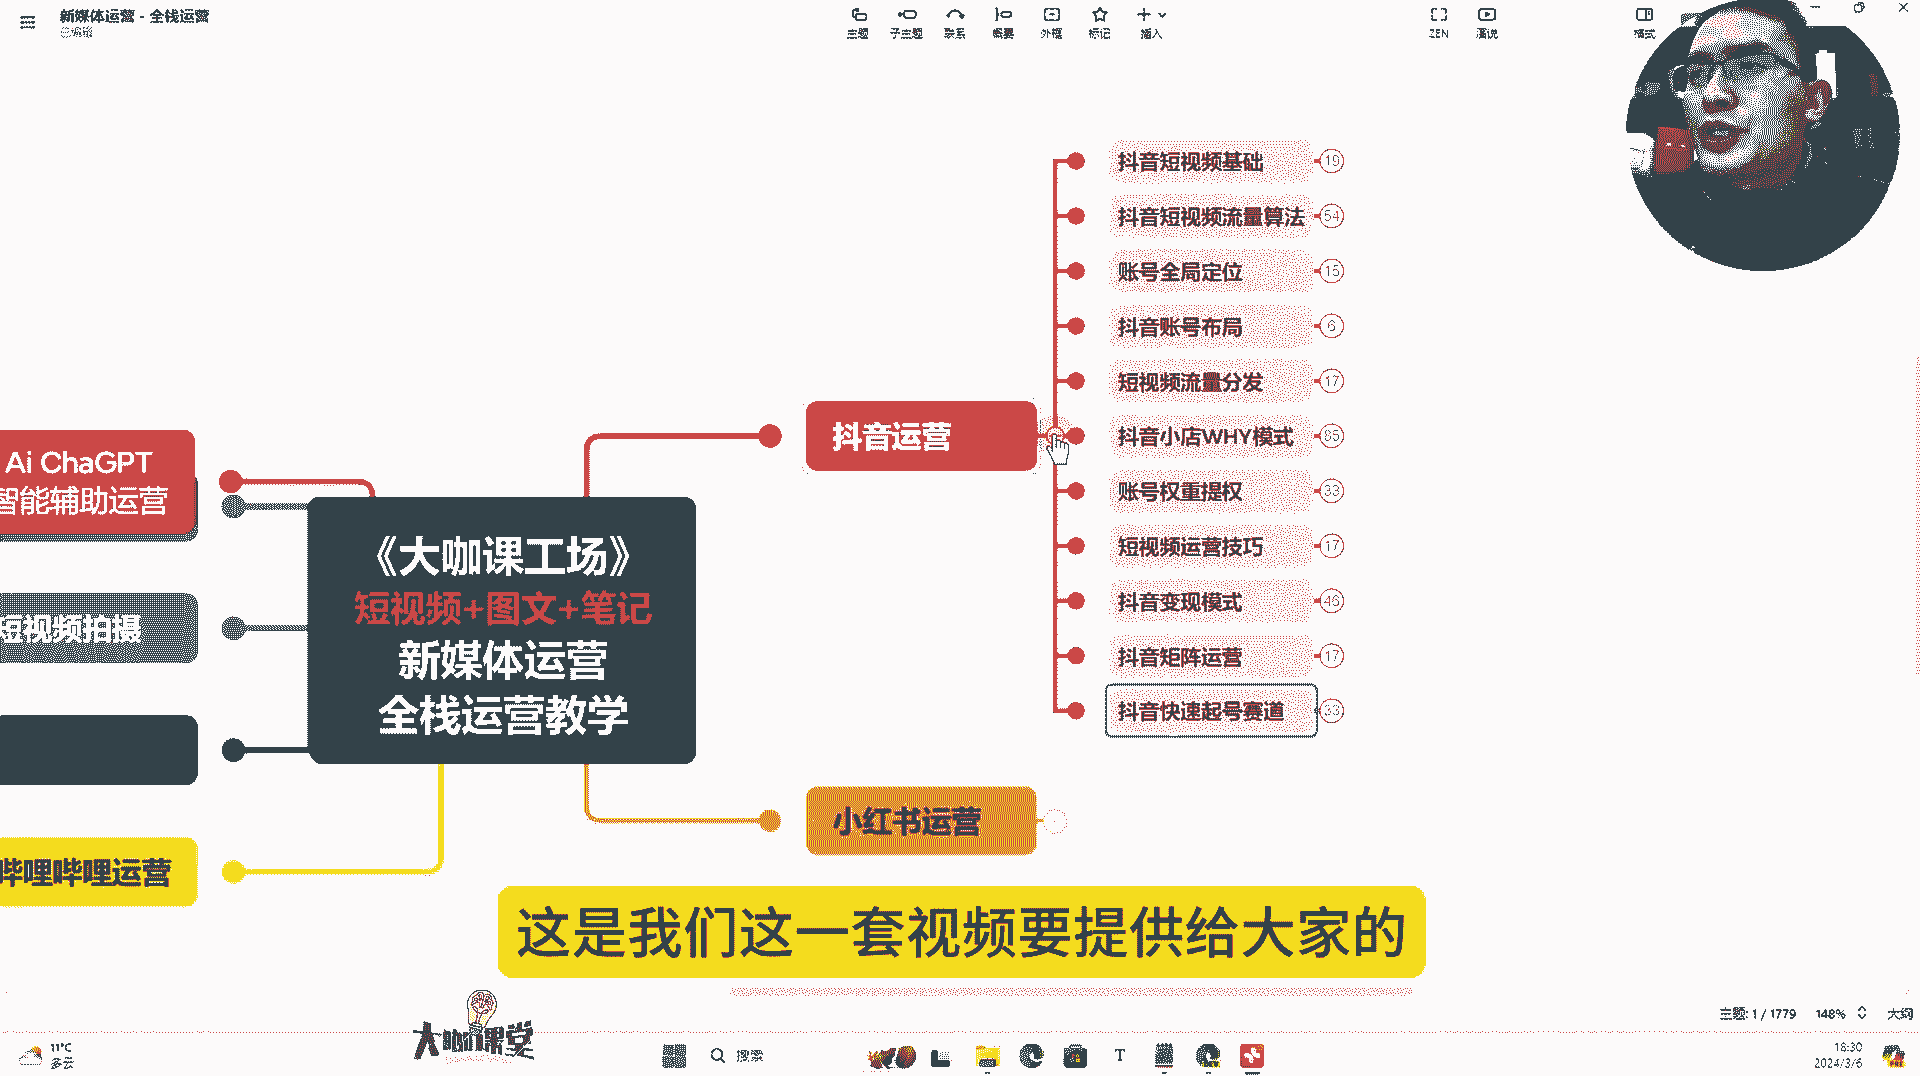 新媒体运营 - 全栈运营
已编辑
主题
子主题
联系
概要
外框
标记
插入
ZEN
演说
格式
抖音短视频基础
19
抖音短视频流量算法
54
账号全局定位
15
抖音账号布局
6
短视频流量分发
17
抖音运营
抖音小店WHY模式
85
账号权重提权
33
短视频运营技巧
17
抖音变现模式
46
抖音矩阵运营
17
抖音快速起号赛道
33
Ai ChaGPT
智能辅助运营
短视频拍摄
哔哩哔哩运营
《大咖课工场》
短视频+图文+笔记
新媒体运营
全栈运营教学
小红书运营
这是我们这一套视频要提供给大家的
大咖课堂
主题: 1 / 1779
148%
大纲
11°C
多云
搜索
T
18:30
2024/3/6